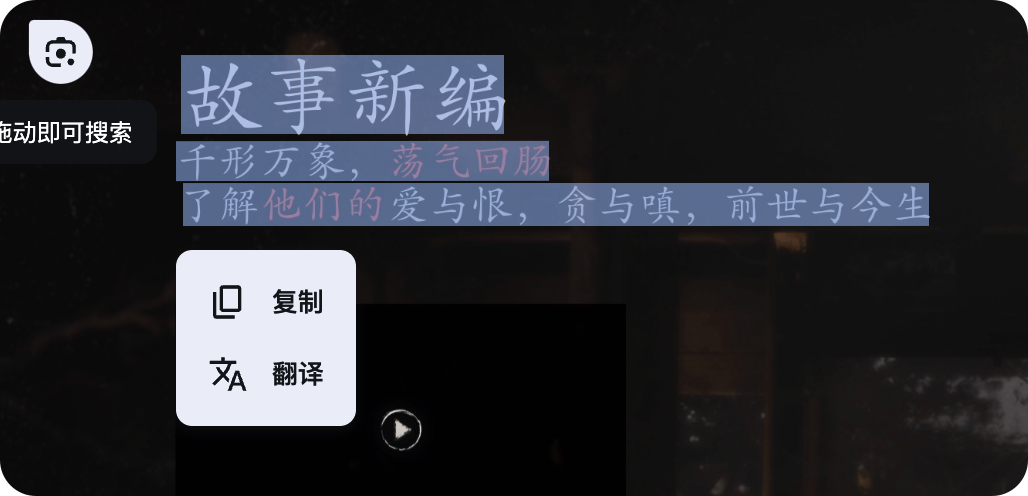 拖动即可搜索
故事新编
千形万象，荡气回肠
了解他们的爱与恨，贪与嗔，前世与今生
复制
翻译